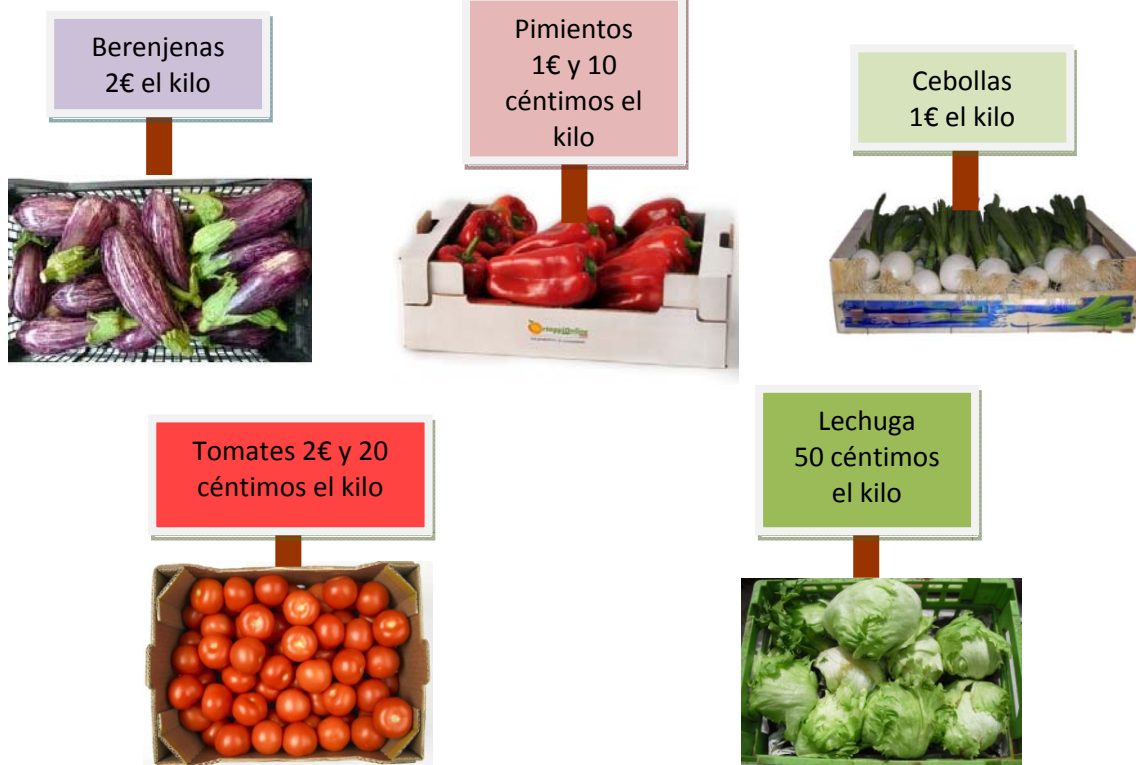 Berenjenas
2€ el kilo
Pimientos
1€ y 10
céntimos el
kilo
Cebollas
1€ el kilo
Tomates 2€ y 20
céntimos el kilo
Lechuga
50 céntimos
el kilo